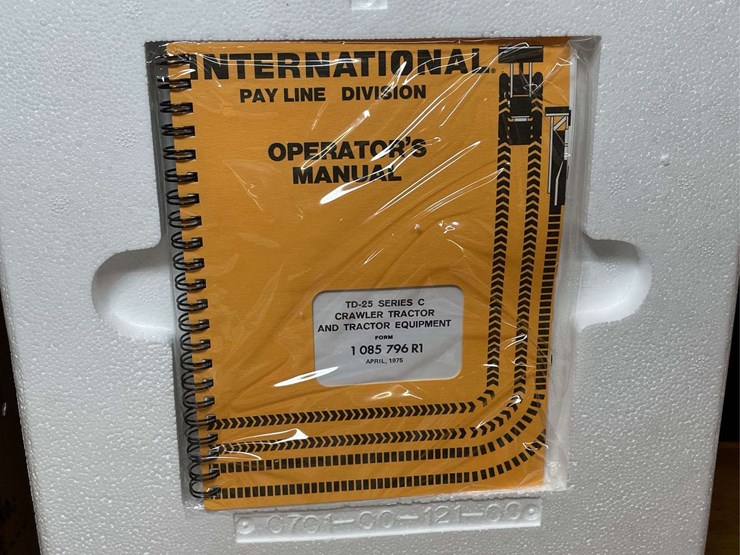 INTERNATIONAL®
PAY LINE DIVISION
OPERATOR'S
MANUAL
TD-25 SERIES C
CRAWLER TRACTOR
AND TRACTOR EQUIPMENT
FORM
1 085 796 R1
APRIL, 1975
0701-00-121-00